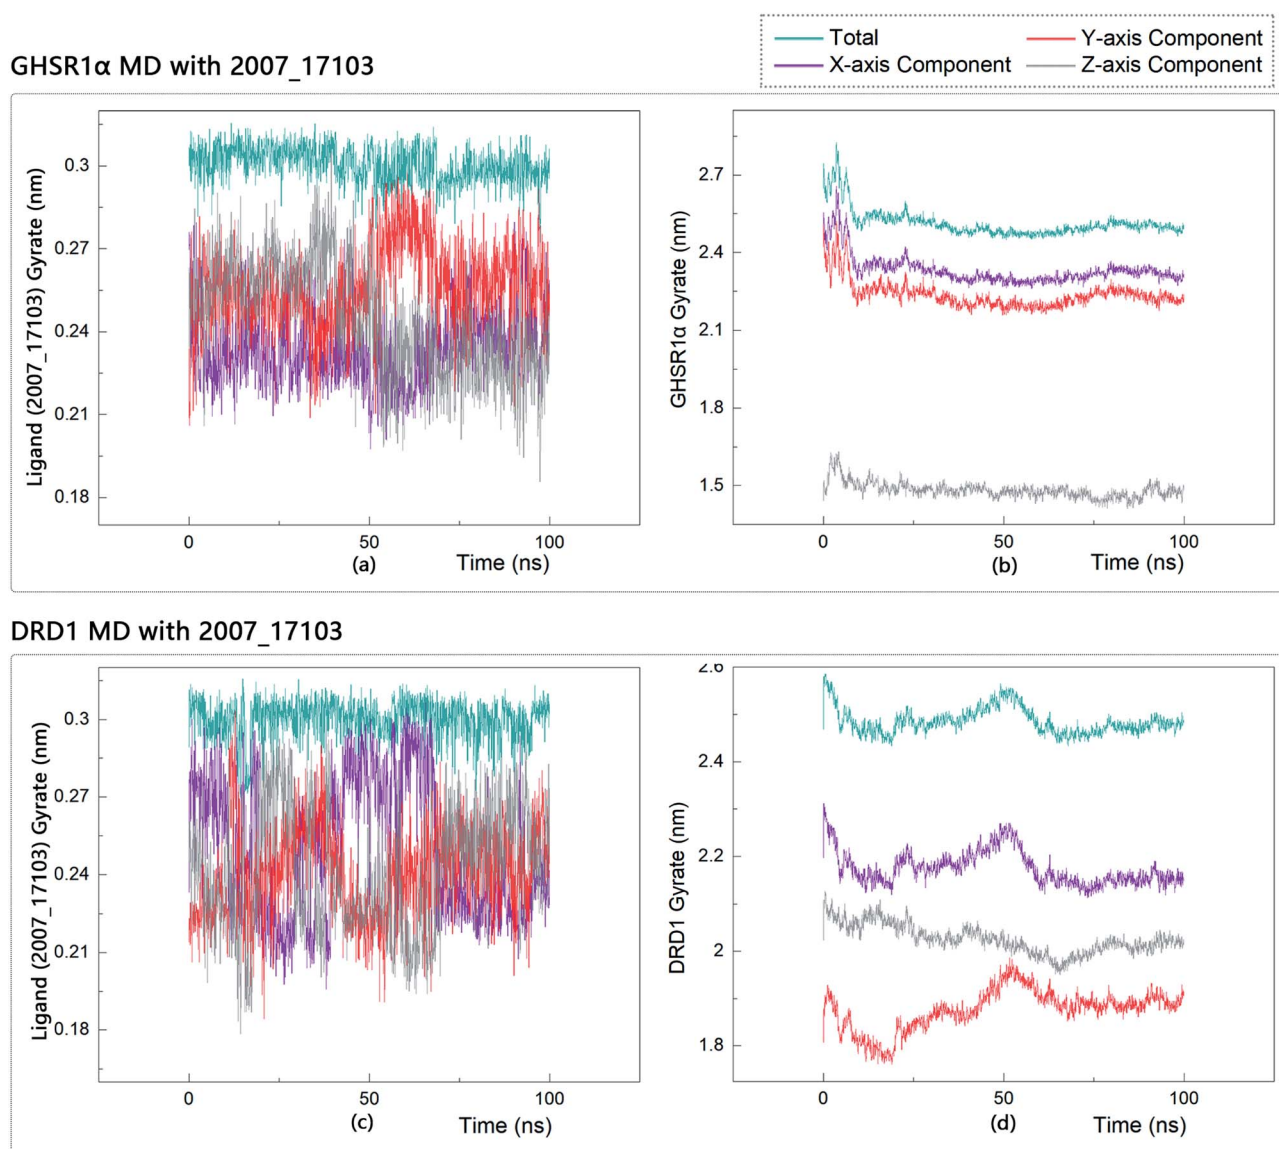 Total
Y-axis Component
X-axis Component
Z-axis Component
GHSR1α MD with 2007_17103
Ligand (2007_17103) Gyrate (nm)
0.3
0.27
0.24
0.21
0.18
0
50
100
Time (ns)
(a)
GHSR1α Gyrate (nm)
2.7
2.4
2.1
1.8
1.5
0
50
100
Time (ns)
(b)
DRD1 MD with 2007_17103
Ligand (2007_17103) Gyrate (nm)
0.3
0.27
0.24
0.21
0.18
0
50
100
Time (ns)
(c)
DRD1 Gyrate (nm)
2.6
2.4
2.2
2
1.8
0
50
100
Time (ns)
(d)